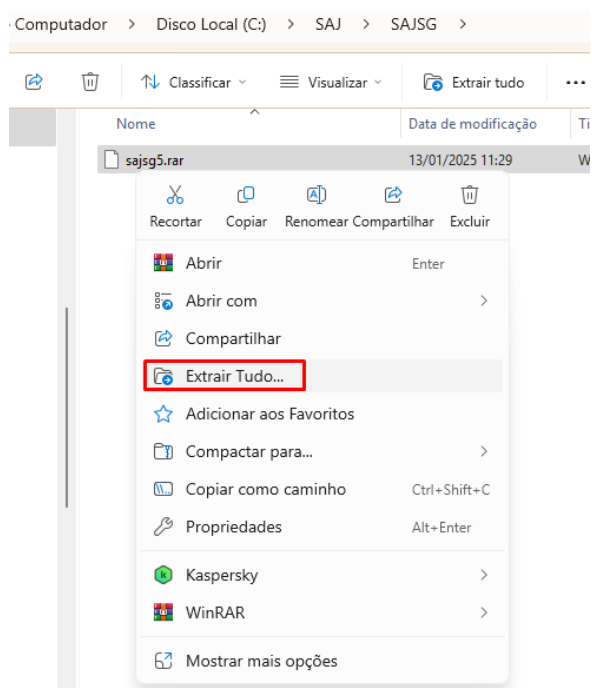 Computador > Disco Local (C:) > SAJ > SAJSG >
Classificar Visualizar Extrair tudo ...
Nome Data de modificação Ti
sajsg5.rar 13/01/2025 11:29 W
Recortar Copiar Renomear Compartilhar Excluir
Abrir Enter
Abrir com >
Compartilhar
Extrair Tudo...
Adicionar aos Favoritos
Compactar para... >
Copiar como caminho Ctrl+Shift+C
Propriedades Alt+Enter
Kaspersky >
WinRAR >
Mostrar mais opções